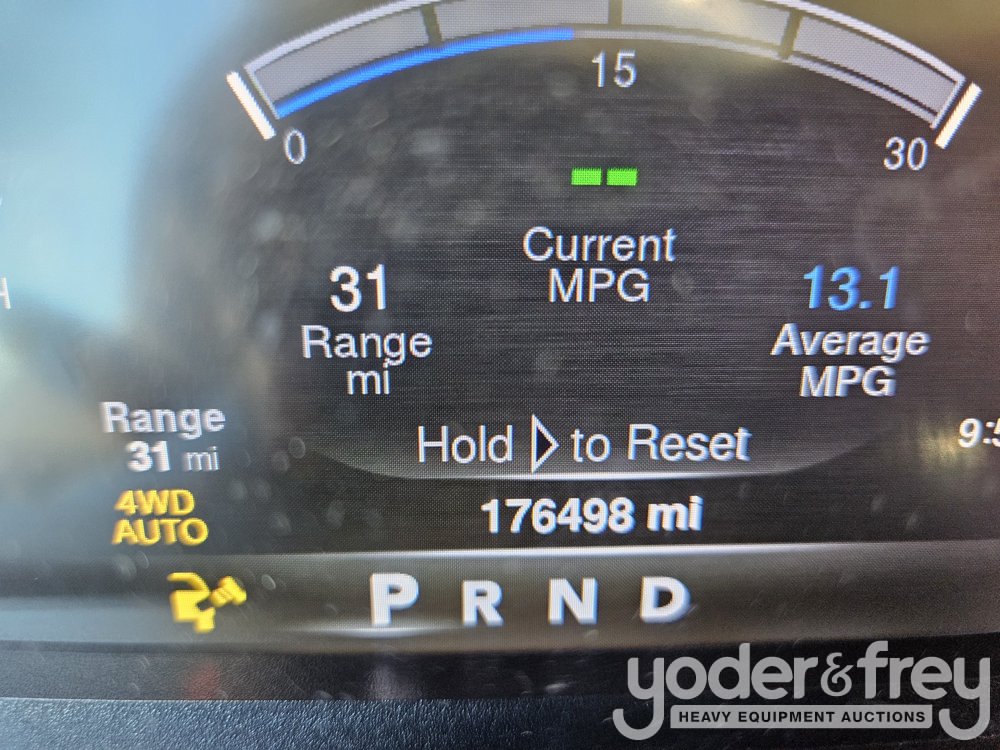 15
0
30
Current
MPG
31
Range
mi
13.1
Average
MPG
Range
31 mi
Hold ▷ to Reset
4WD
AUTO
176498 mi
P R N D
yoder&frey
HEAVY EQUIPMENT AUCTIONS